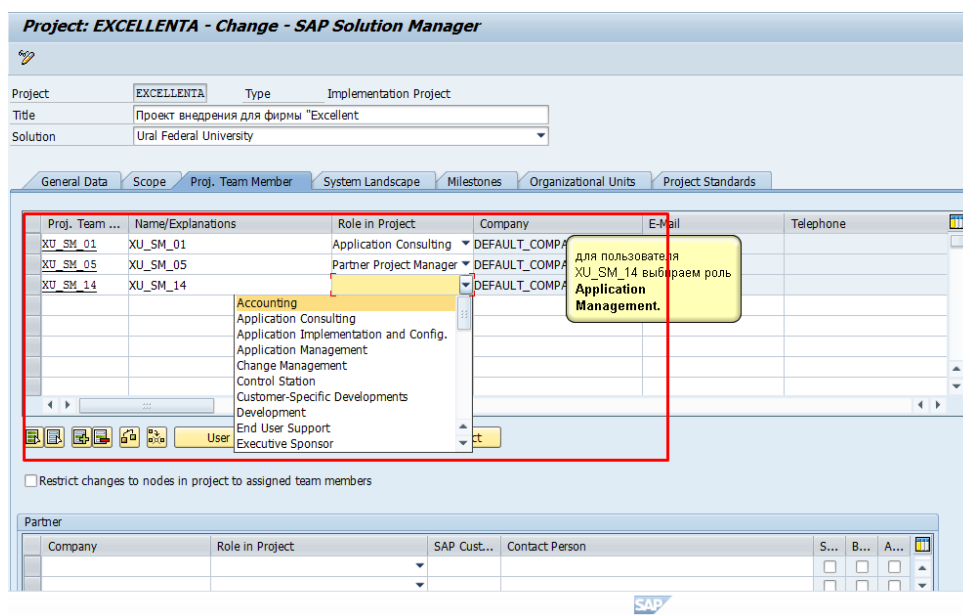 Project: EXCELLENTA - Change - SAP Solution Manager
Project EXCELLENTA Type Implementation Project
Title Проект внедрения для фирмы "Excellent
Solution Ural Federal University
General Data Scope Proj. Team Member System Landscape Milestones Organizational Units Project Standards
Proj. Team ... Name/Explanations Role in Project Company E-Mail Telephone
XU_SM_01 XU_SM_01 Application Consulting DEFAULT_COMPA
XU_SM_05 XU_SM_05 Partner Project Manager DEFAULT_COMPA
XU_SM_14 XU_SM_14 DEFAULT_COMPA
для пользователя
XU_SM_14 выбираем роль
Application
Management.
Accounting
Application Consulting
Application Implementation and Config.
Application Management
Change Management
Control Station
Customer-Specific Developments
Development
End User Support
Executive Sponsor
User ct
Restrict changes to nodes in project to assigned team members
Partner
Company Role in Project SAP Cust... Contact Person S... B... A...
SAP